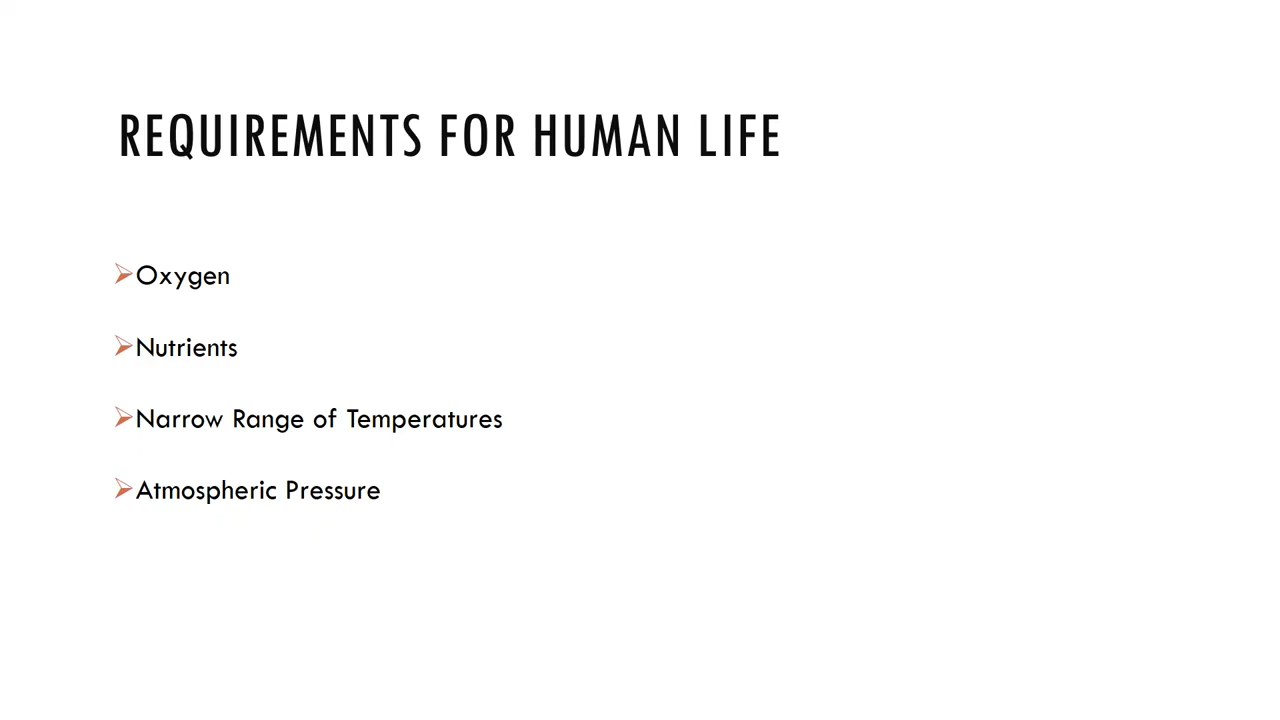 REQUIREMENTS FOR HUMAN LIFE
Oxygen
Nutrients
Narrow Range of Temperatures
Atmospheric Pressure